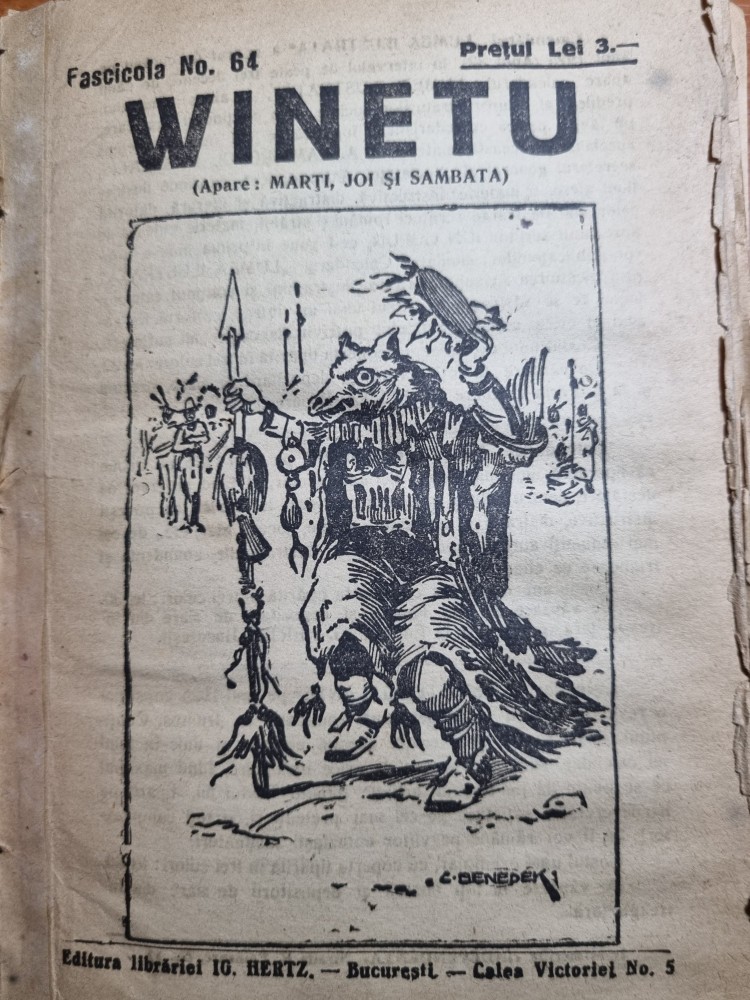 Fascicola No. 64
Prețul Lei 3.—
WINETU
(Apare: MARȚI, JOI ȘI SAMBATA)
C. BENEDEK
Editura librăriei IG. HERTZ. — București — Calea Victoriei No. 5